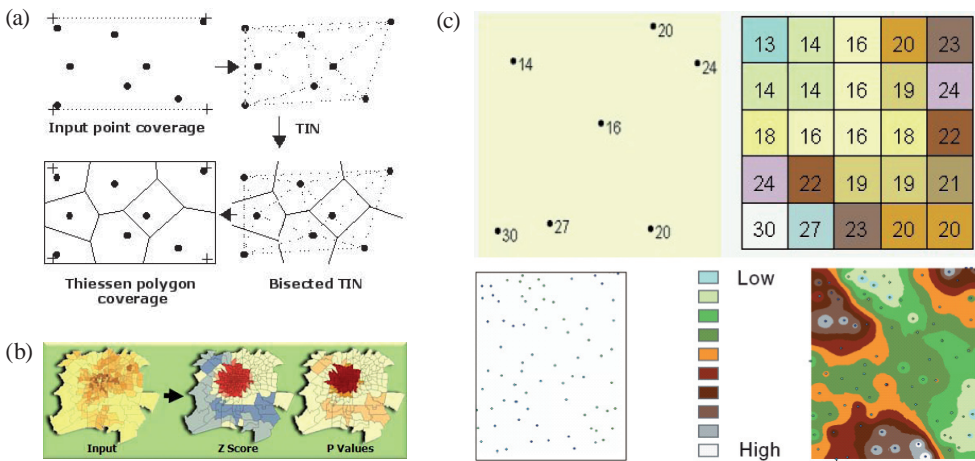 (a)
Input point coverage
TIN
Thiessen polygon
coverage
Bisected TIN
(b)
Input
Z Score
P Values
(c)
20
14
24
16
27
30
20
13 14 16 20 23
14 14 16 19 24
18 16 16 18 22
24 22 19 19 21
30 27 23 20 20
Low
High